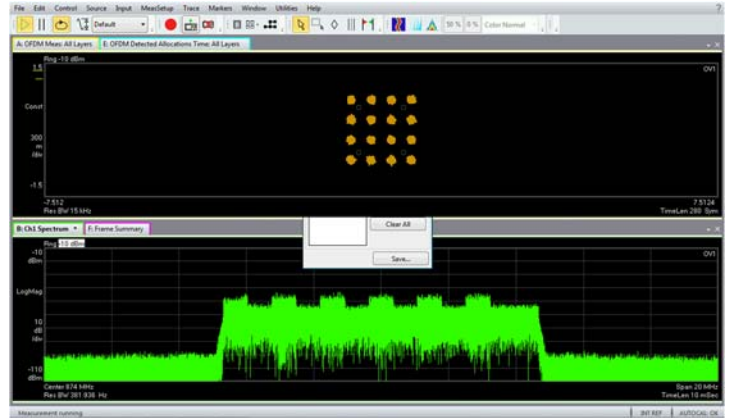 File Edit Control Source Input MeasSetup Trace Markers Window Utilities Help
Default 50 % 8 % Color Normal
A: OFDM Meas: All Layers E: OFDM Detected Allocations Time: All Layers
Rng -10 dBm
1.5 OV1
Const
300
m
/div
-1.5
-7.512 7.5124
Res BW 15 kHz TimeLen 280 Sym
Clear All
B: Ch1 Spectrum F: Frame Summary
Rng -10 dBm
-10 OV1
dBm
Save...
LogMag
10
dB
/div
-110
dBm
Center 874 MHz Span 20 MHz
Res BW 381.936 Hz TimeLen 10 mSec
Measurement running INT REF AUTOCAL: OK